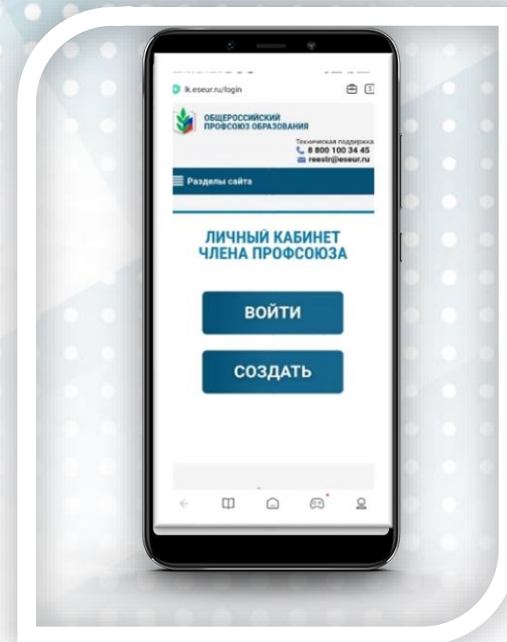 lk.eseur.ru/login
3
ОБЩЕРОССИЙСКИЙ
ПРОФСОЮЗ ОБРАЗОВАНИЯ
Техническая поддержка
8 800 100 34 45
reestr@eseur.ru
Разделы сайта
ЛИЧНЫЙ КАБИНЕТ
ЧЛЕНА ПРОФСОЮЗА
ВОЙТИ
СОЗДАТЬ